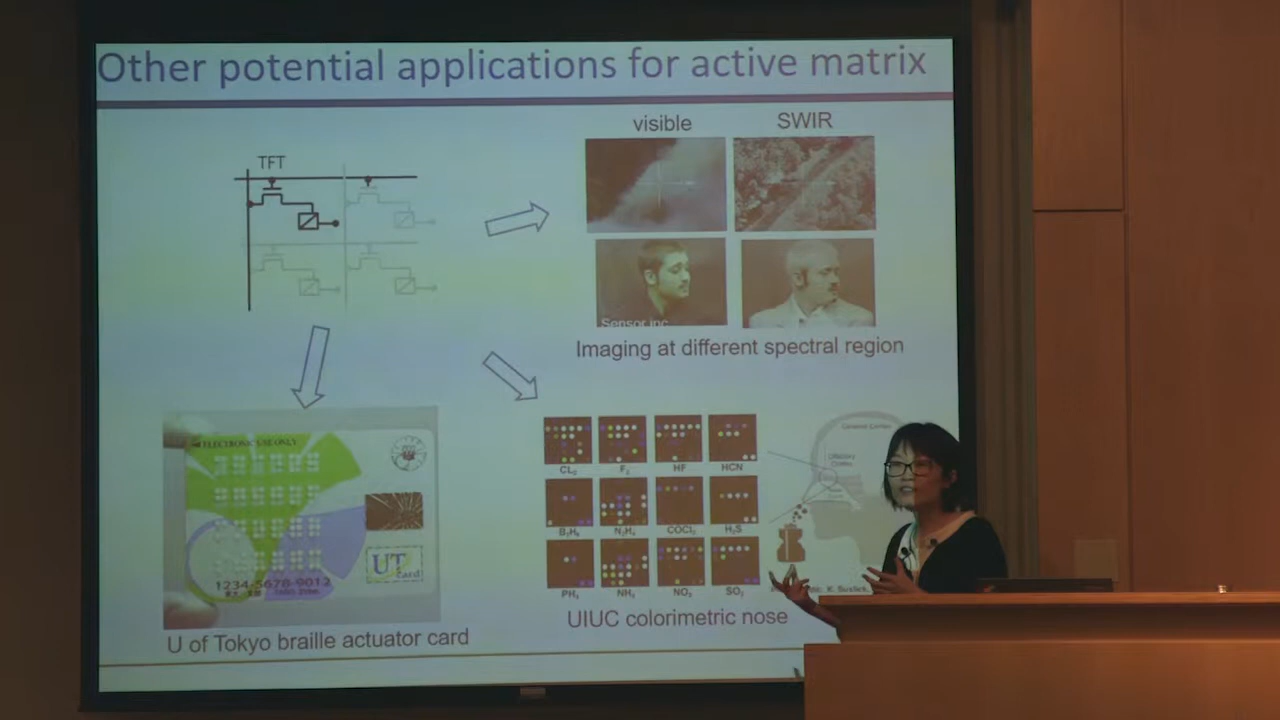 Other potential applications for active matrix
TFT
visible
SWIR
Sensor inc
Imaging at different spectral region
ELECTRONIC USE ONLY
UT
card
1234-5678-9012
U of Tokyo braille actuator card
CL₂
F₂
HF
HCN
B₂H₆
N₂H₄
COCl₂
H₂S
PH₃
NH₃
NO₂
SO₂
UIUC colorimetric nose
K. Suslick